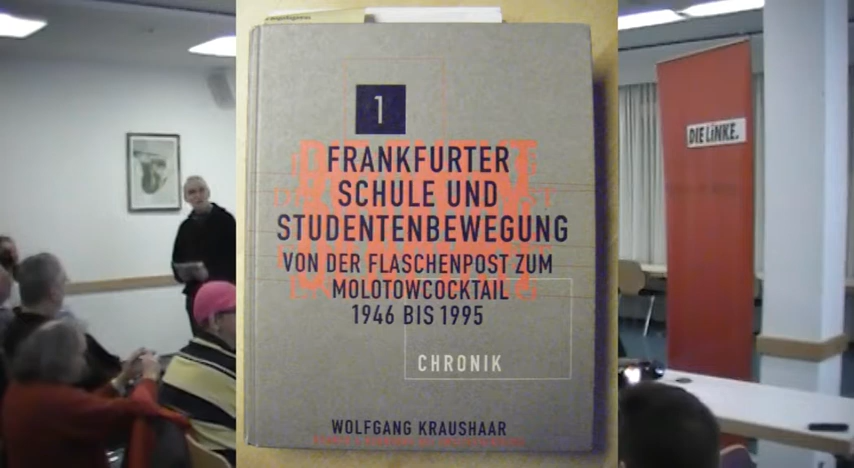 1
FRANKFURTER
SCHULE UND
STUDENTENBEWEGUNG
VON DER FLASCHENPOST ZUM
MOLOTOWCOCKTAIL
1946 BIS 1995
CHRONIK
WOLFGANG KRAUSHAAR
DIE LINKE.